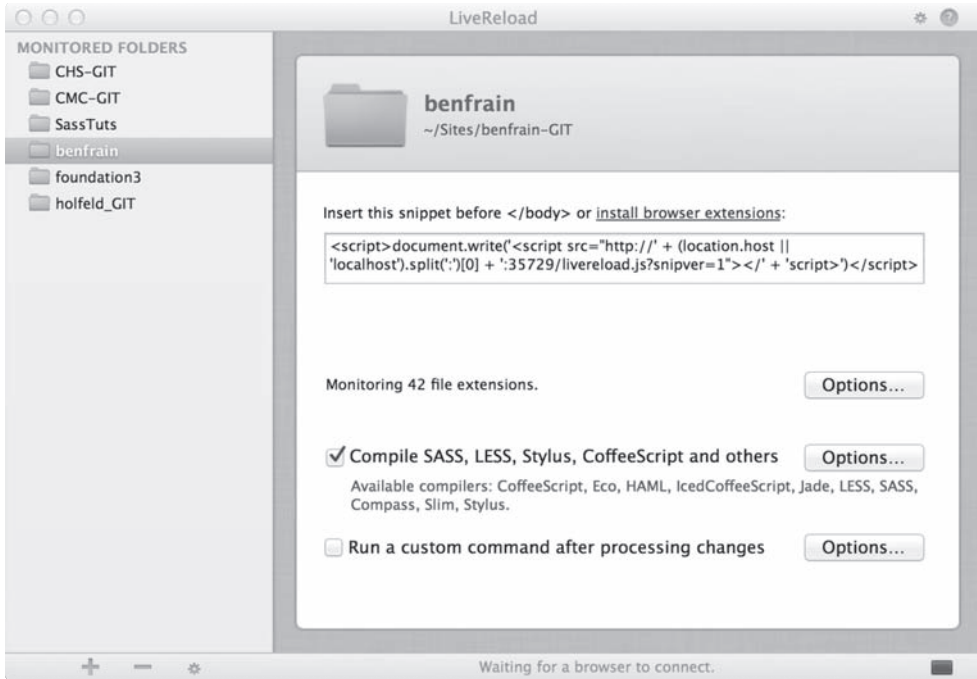 LiveReload
MONITORED FOLDERS
CHS-GIT
CMC-GIT
SassTuts
benfrain
foundation3
holfeld_GIT
benfrain
~/Sites/benfrain-GIT
Insert this snippet before </body> or install browser extensions:
<script>document.write('<script src="http://' + (location.host ||
'localhost').split(':')[0] + ':35729/livereload.js?snipver=1"></' + 'script>')</script>
Monitoring 42 file extensions.
Options...
Compile SASS, LESS, Stylus, CoffeeScript and others
Options...
Available compilers: CoffeeScript, Eco, HAML, IcedCoffeeScript, Jade, LESS, SASS,
Compass, Slim, Stylus.
Run a custom command after processing changes
Options...
Waiting for a browser to connect.